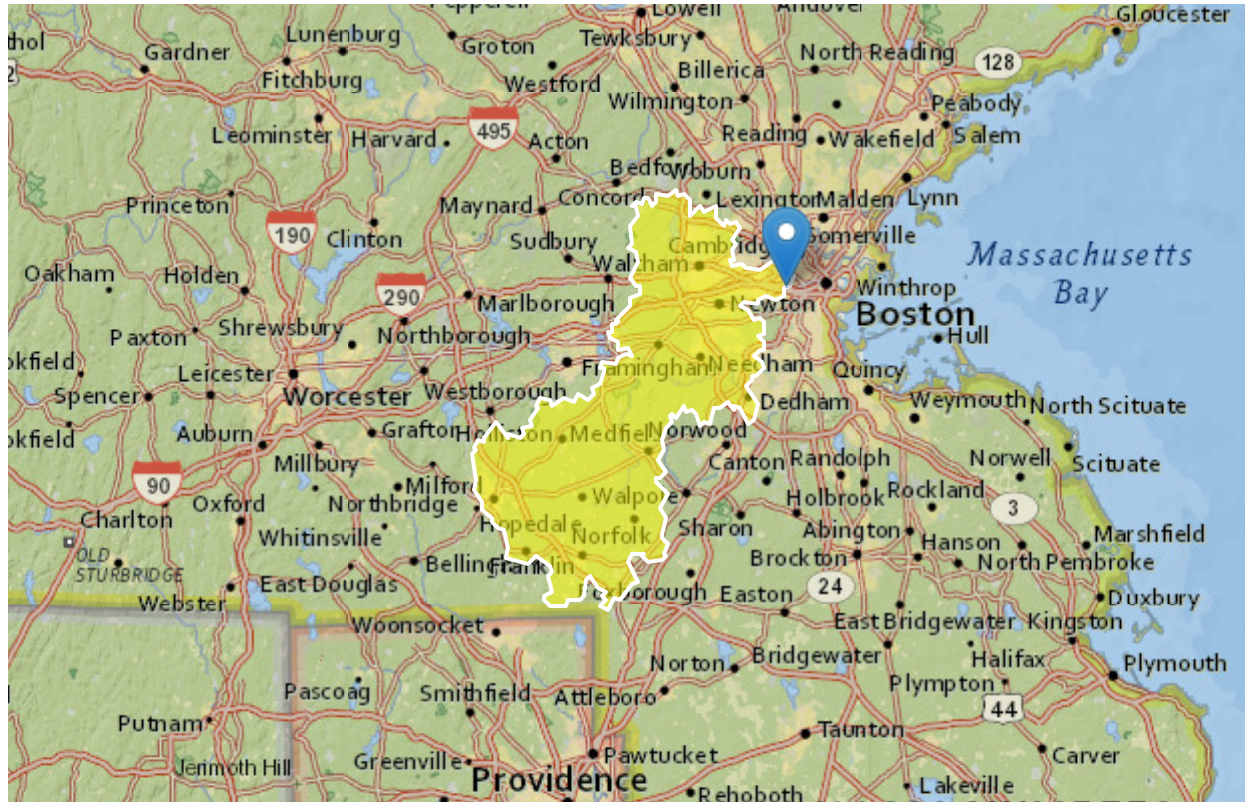 Lowell
Gloucester
Gardner
Lunenburg
Groton
Tewksbury
North Reading
128
Fitchburg
Westford
Billerica
Wilmington
Peabody
Leominster
Harvard
495
Acton
Reading
Wakefield
Salem
Bedford
Woburn
Princeton
Maynard
Concord
Lexington
Malden
Lynn
190
Clinton
Sudbury
Somerville
Massachusetts
Bay
Oakham
Holden
290
Marlborough
Waltham
Winthrop
Newton
Boston
Paxton
Shrewsbury
Northborough
Hull
okfield
Leicester
Framingham
Needham
Quincy
Spencer
Worcester
Westborough
Dedham
Weymouth
North Scituate
okfield
Auburn
Grafton
Medfield
Norwood
Millbury
Canton
Randolph
Norwell
Scituate
90
Oxford
Northbridge
Milford
Walpole
Holbrook
Rockland
3
Charlton
Whitinsville
Hopedale
Norfolk
Sharon
Abington
Hanson
Marshfield
OLD
STURBRIDGE
East Douglas
Franklin
Brockton
North Pembroke
Webster
Foxborough
Easton
24
Duxbury
Woonsocket
East Bridgewater
Kingston
Norton
Bridgewater
Halifax
Plymouth
Pascoag
Smithfield
Attleboro
Plympton
44
Putnam
Taunton
Jerimoth Hill
Greenville
Pawtucket
Carver
Providence
Rehoboth
Lakeville